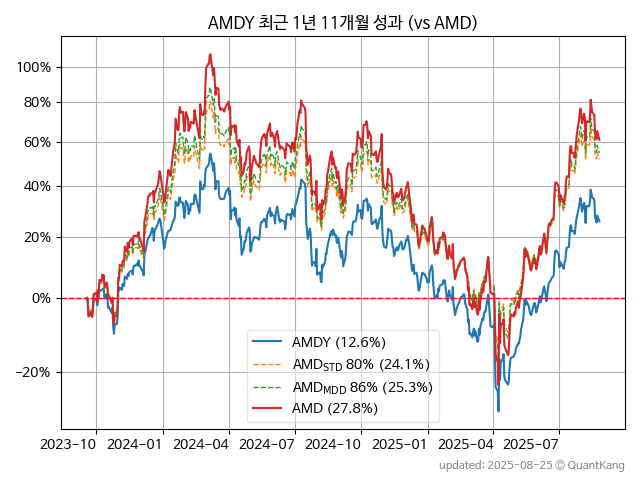 AMDY 최근 1년 11개월 성과 (vs AMD)
100%
80%
60%
40%
20%
0%
−20%
AMDY (12.6%)
AMDSTD 80% (24.1%)
AMDMDD 86% (25.3%)
AMD (27.8%)
2023−10 2024−01 2024−04 2024−07 2024−10 2025−01 2025−04 2025−07
updated: 2025−08−25 © QuantKang